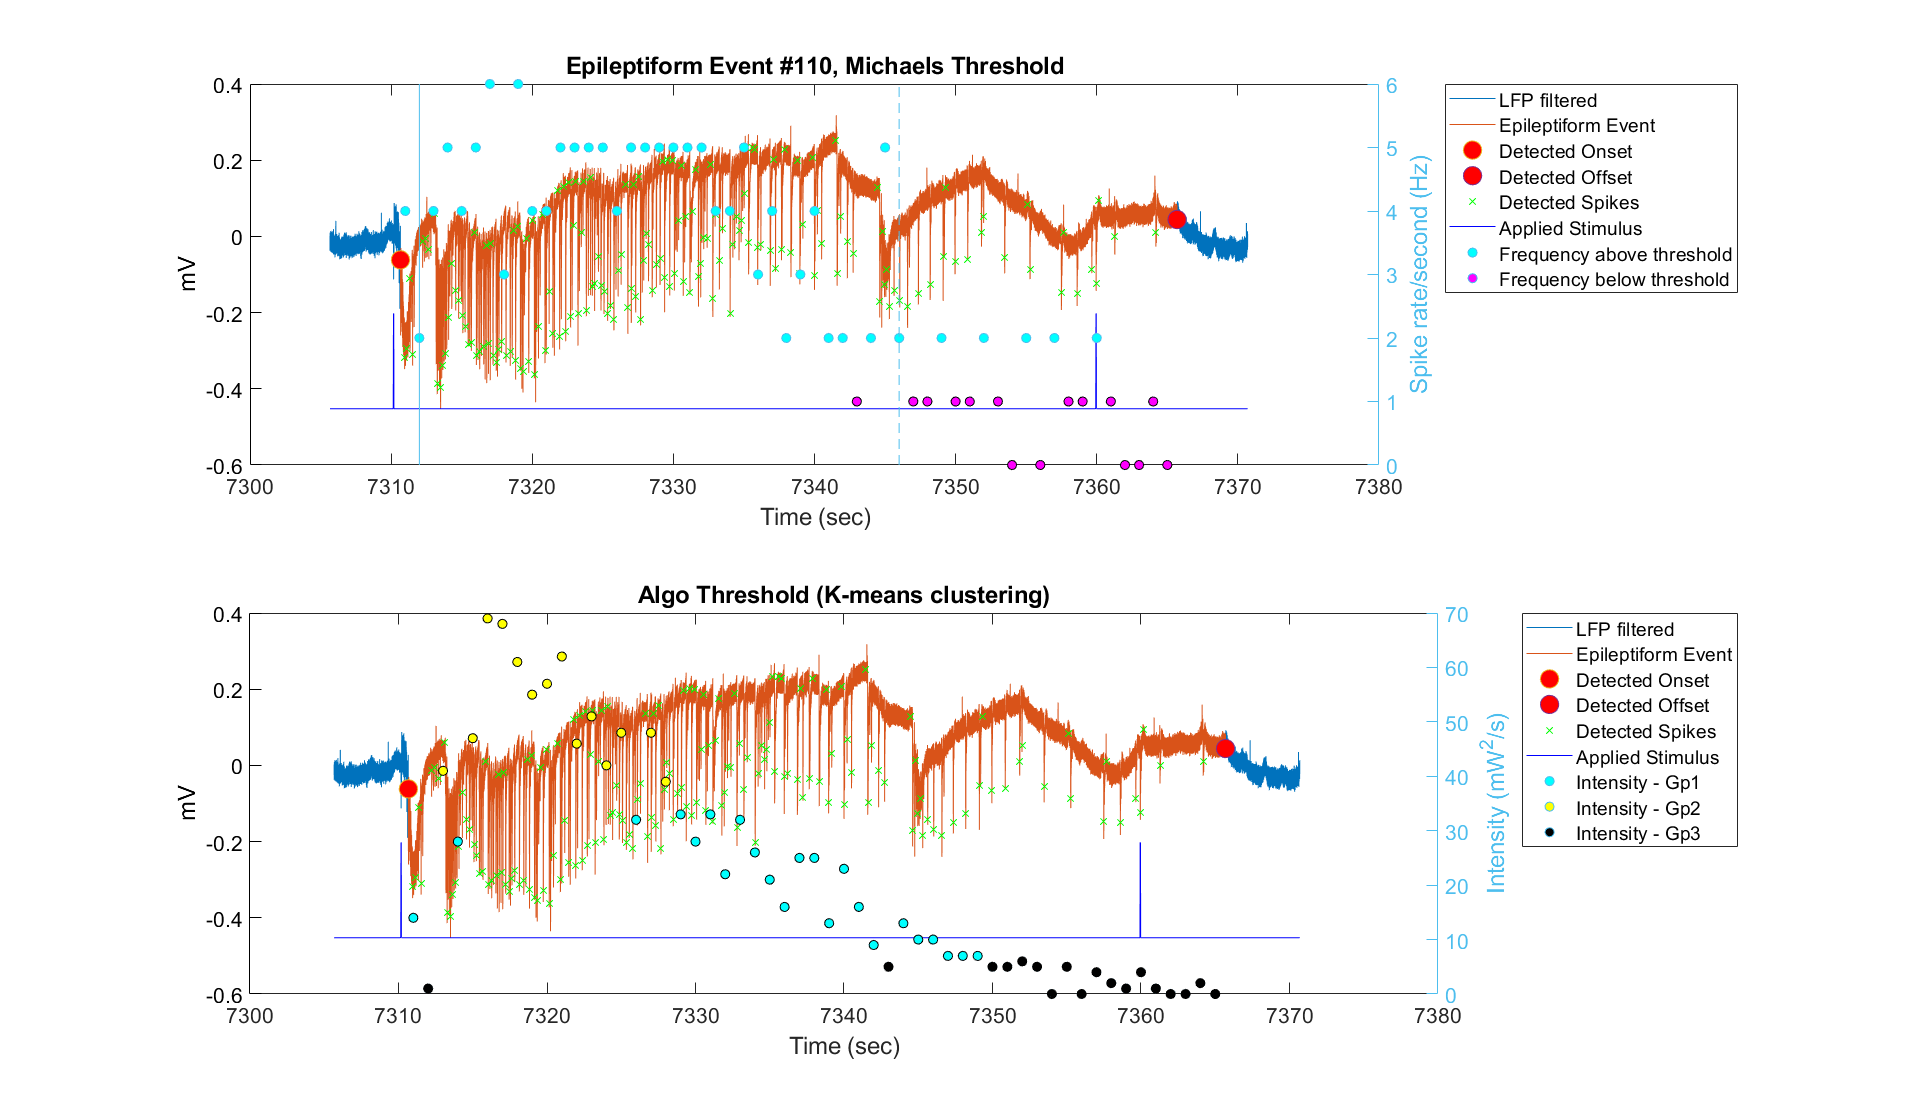 Epileptiform Event #110, Michaels Threshold
0.4
0.2
0
-0.2
-0.4
-0.6
mV
7300
7310
7320
7330
7340
7350
7360
7370
7380
Time (sec)
6
5
4
3
2
1
0
Spike rate/second (Hz)
LFP filtered
Epileptiform Event
Detected Onset
Detected Offset
Detected Spikes
Applied Stimulus
Frequency above threshold
Frequency below threshold
Algo Threshold (K-means clustering)
0.4
0.2
0
-0.2
-0.4
-0.6
mV
7300
7310
7320
7330
7340
7350
7360
7370
7380
Time (sec)
70
60
50
40
30
20
10
0
Intensity (mW²/s)
LFP filtered
Epileptiform Event
Detected Onset
Detected Offset
Detected Spikes
Applied Stimulus
Intensity - Gp1
Intensity - Gp2
Intensity - Gp3